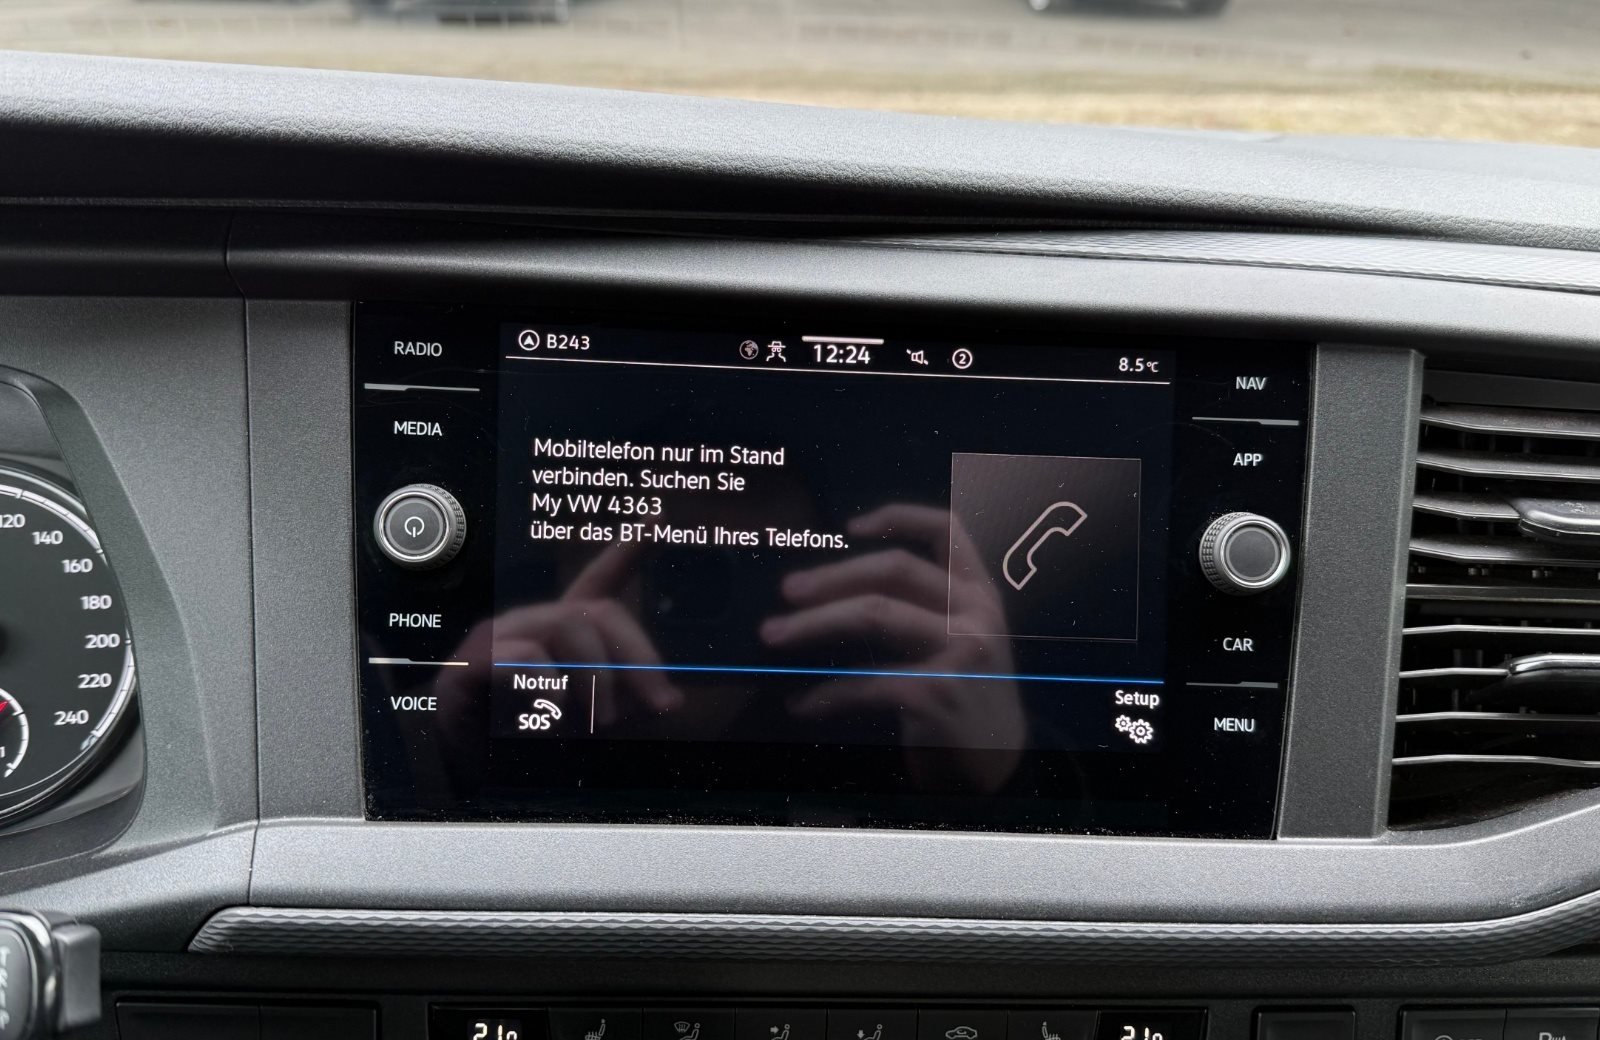 RADIO
MEDIA
PHONE
VOICE
B243
12:24
2
8.5°C
Mobiltelefon nur im Stand
verbinden. Suchen Sie
My VW 4363
über das BT-Menü Ihres Telefons.
Notruf
SOS
Setup
NAV
APP
CAR
MENU
120
140
160
180
200
220
240
1